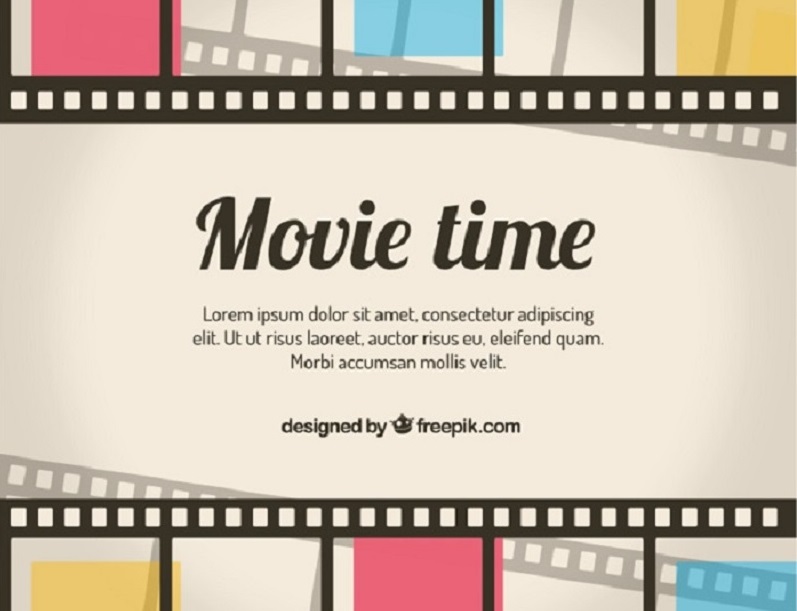 Movie time
Lorem ipsum dolor sit amet, consectetur adipiscing
elit. Ut ut risus laoreet, auctor risus eu, eleifend quam.
Morbi accumsan mollis velit.
designed by freepik.com